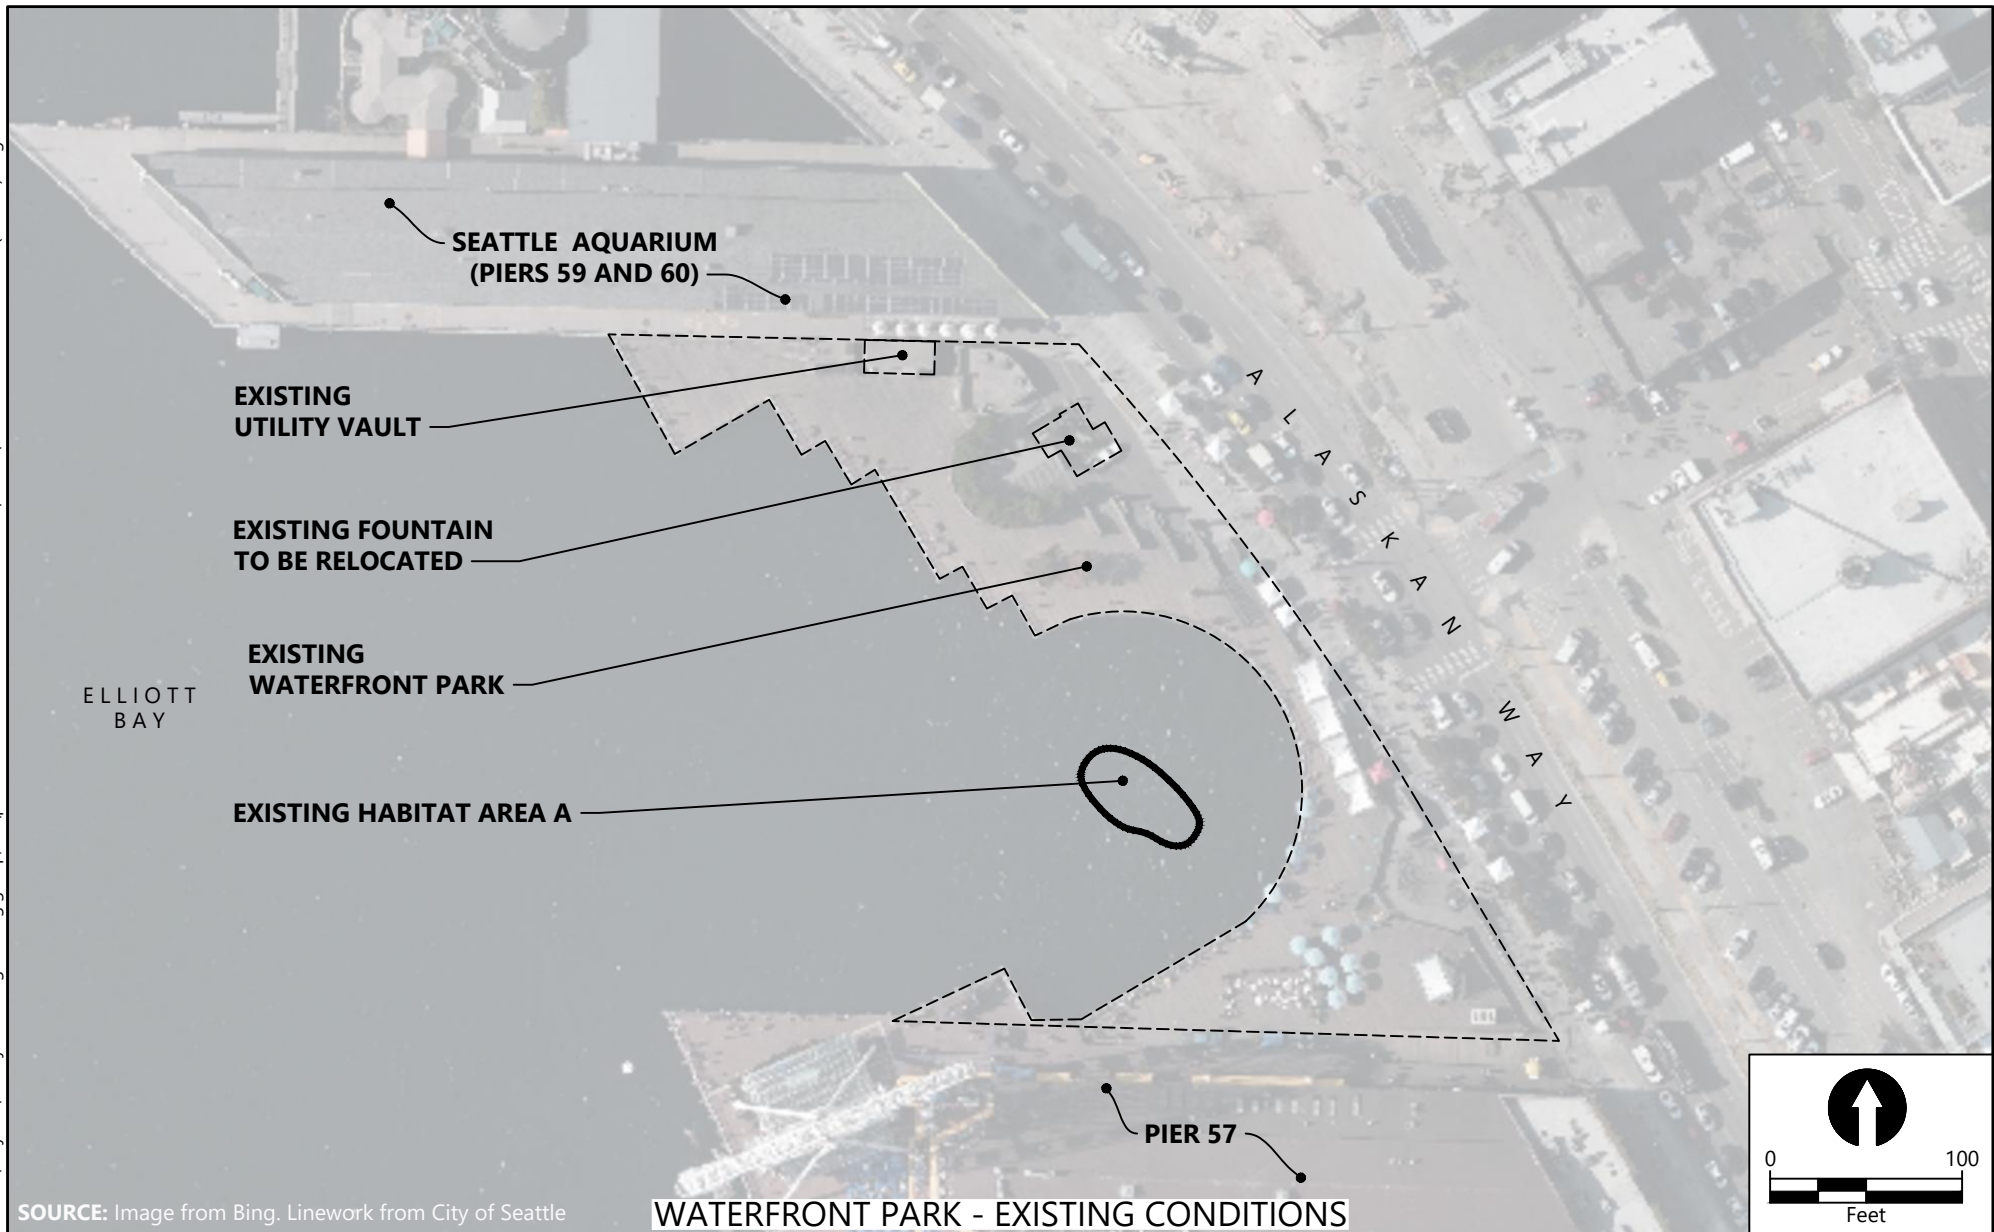 SEATTLE AQUARIUM
(PIERS 59 AND 60)
EXISTING
UTILITY VAULT
EXISTING FOUNTAIN
TO BE RELOCATED
EXISTING
WATERFRONT PARK
ELLIOTT
BAY
EXISTING HABITAT AREA A
ALASKAN WAY
PIER 57
0 100
Feet
SOURCE: Image from Bing. Linework from City of Seattle
WATERFRONT PARK - EXISTING CONDITIONS